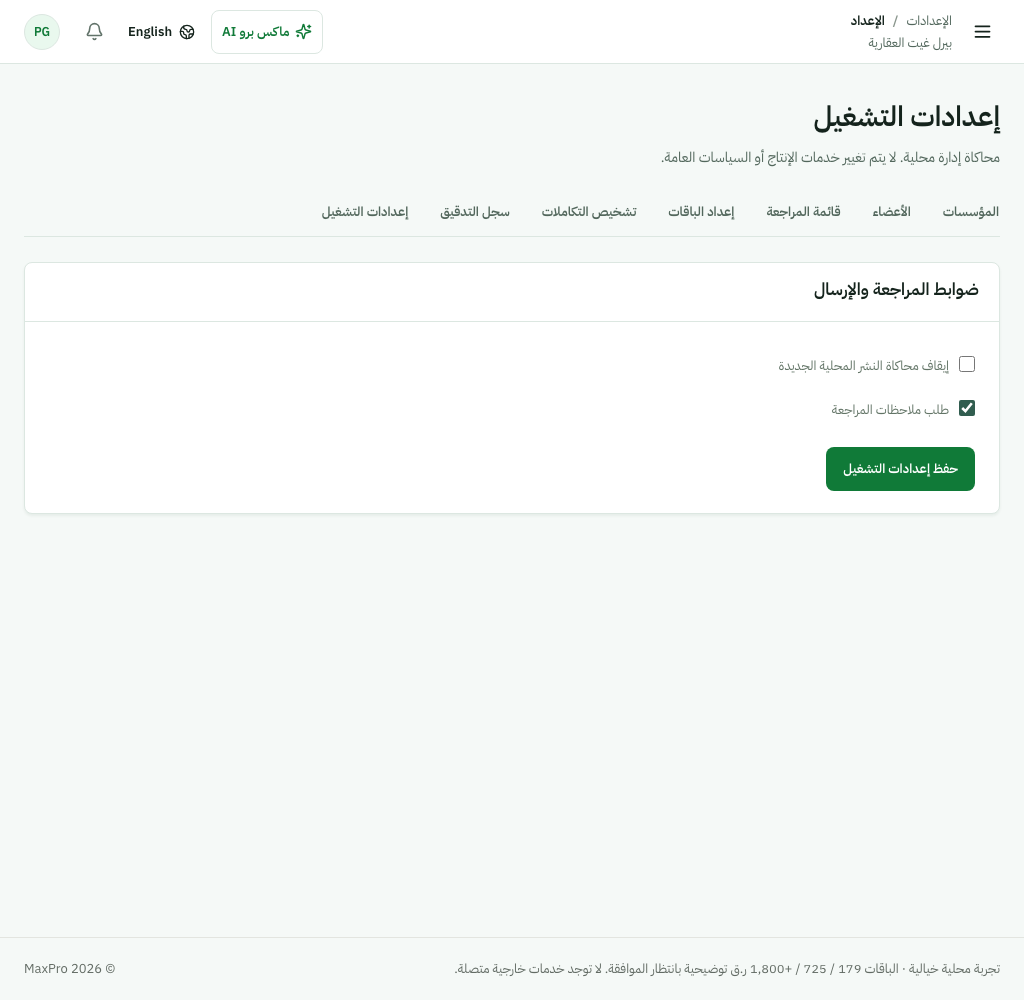 الإعدادات / الإعداد
بيرل غيت العقارية
ماكس برو AI
English
PG
إعدادات التشغيل
محاكاة إدارة محلية. لا يتم تغيير خدمات الإنتاج أو السياسات العامة.
المؤسسات
الأعضاء
قائمة المراجعة
إعداد الباقات
تشخيص التكاملات
سجل التدقيق
إعدادات التشغيل
ضوابط المراجعة والإرسال
إيقاف محاكاة النشر المحلية الجديدة
طلب ملاحظات المراجعة
حفظ إعدادات التشغيل
تجربة محلية خيالية · الباقات 179 / 725 / +1,800 ر.ق توضيحية بانتظار الموافقة. لا توجد خدمات خارجية متصلة.
© 2026 MaxPro